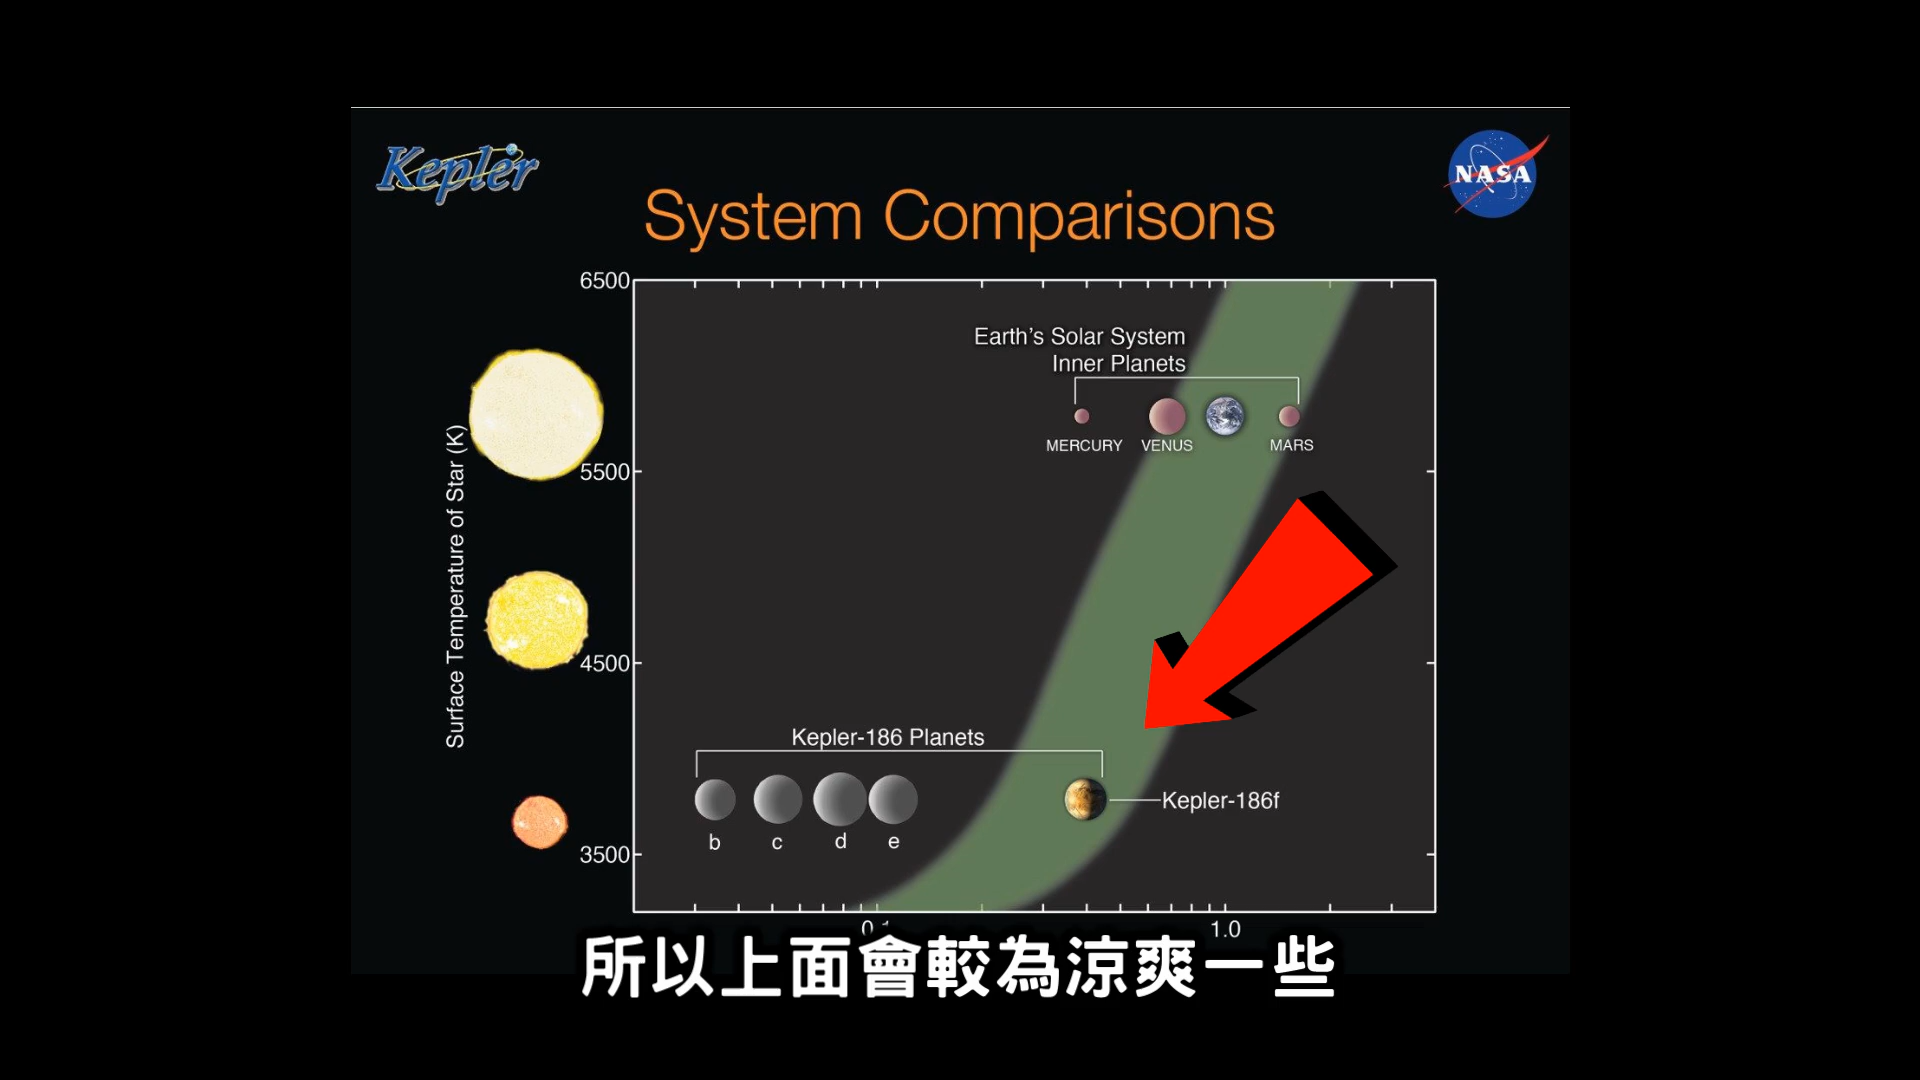 Kepler
NASA
System Comparisons
6500
Earth's Solar System
Inner Planets
MERCURY
VENUS
MARS
5500
Surface Temperature of Star (K)
4500
Kepler-186 Planets
Kepler-186f
b
c
d
e
3500
1.0
所以上面會較為涼爽一些